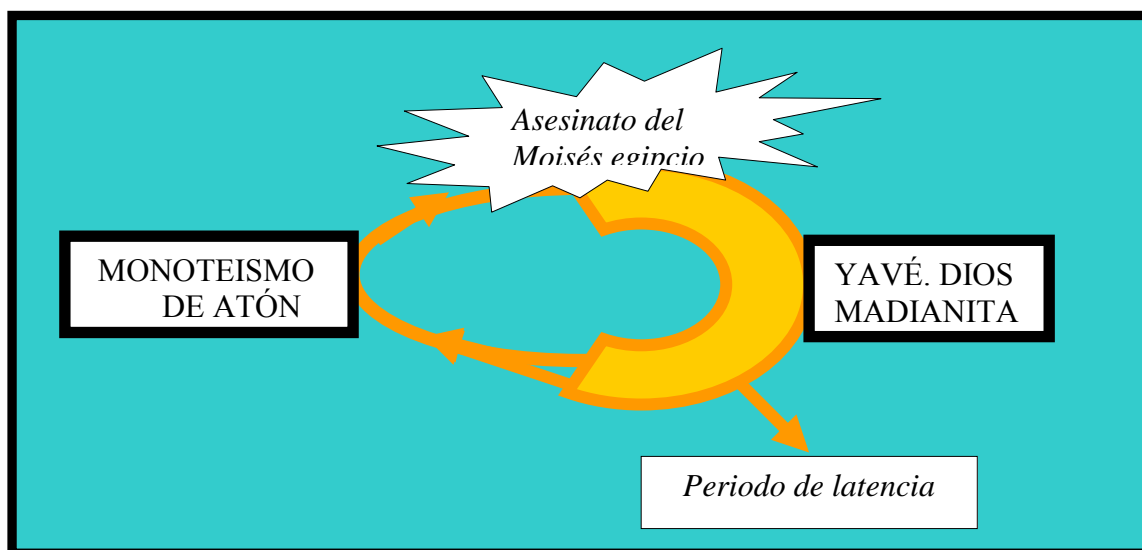 Asesinato del
Moisés egipcio
MONOTEISMO
DE ATÓN
YAVÉ. DIOS
MADIANITA
Periodo de latencia